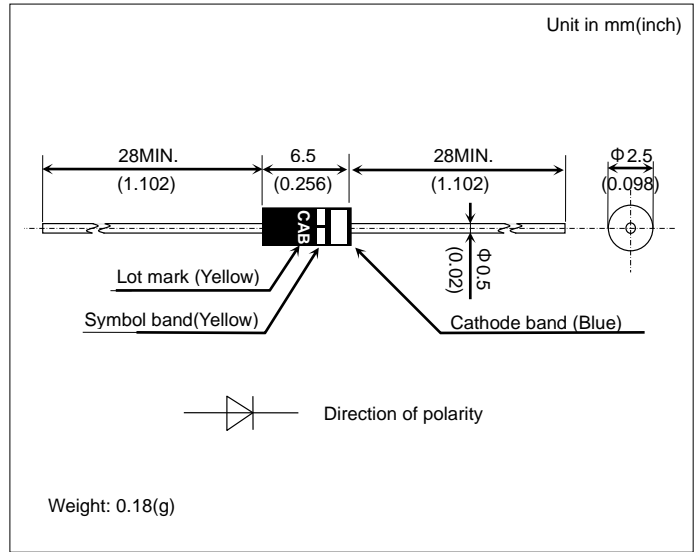 Unit in mm(inch)
28MIN.
(1.102)
6.5
(0.256)
28MIN.
(1.102)
Φ2.5
(0.098)
CAB
Φ0.5
(0.02)
Lot mark (Yellow)
Symbol band(Yellow)
Cathode band (Blue)
Direction of polarity
Weight: 0.18(g)